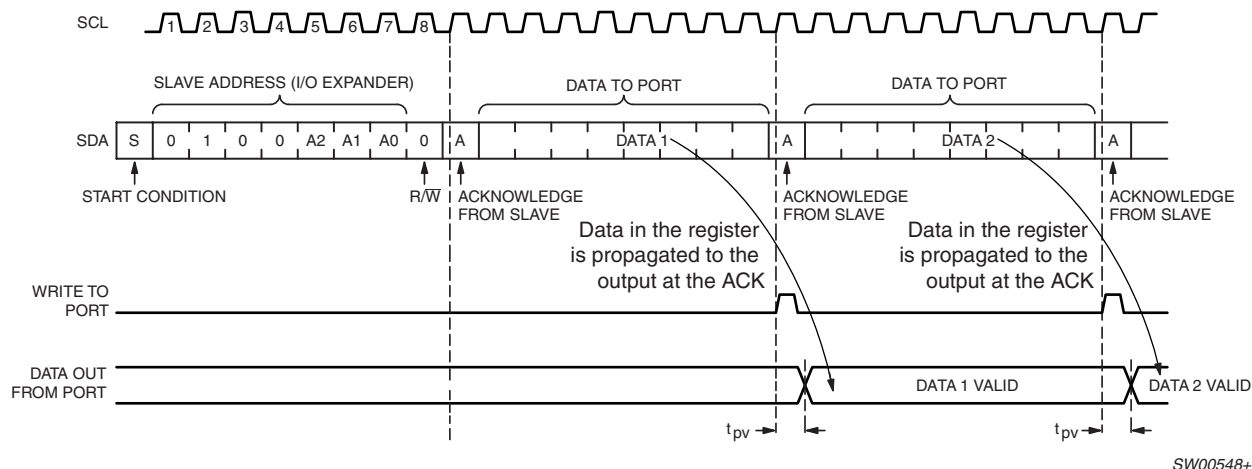 SCL 1 2 3 4 5 6 7 8
SLAVE ADDRESS (I/O EXPANDER) DATA TO PORT DATA TO PORT
SDA S 0 1 0 0 A2 A1 A0 0 A DATA 1 A DATA 2 A
START CONDITION R/W̅ ACKNOWLEDGE FROM SLAVE ACKNOWLEDGE FROM SLAVE ACKNOWLEDGE FROM SLAVE
Data in the register
is propagated to the
output at the ACK
Data in the register
is propagated to the
output at the ACK
WRITE TO
PORT
DATA OUT
FROM PORT
DATA 1 VALID DATA 2 VALID
tpv tpv
SW00548+